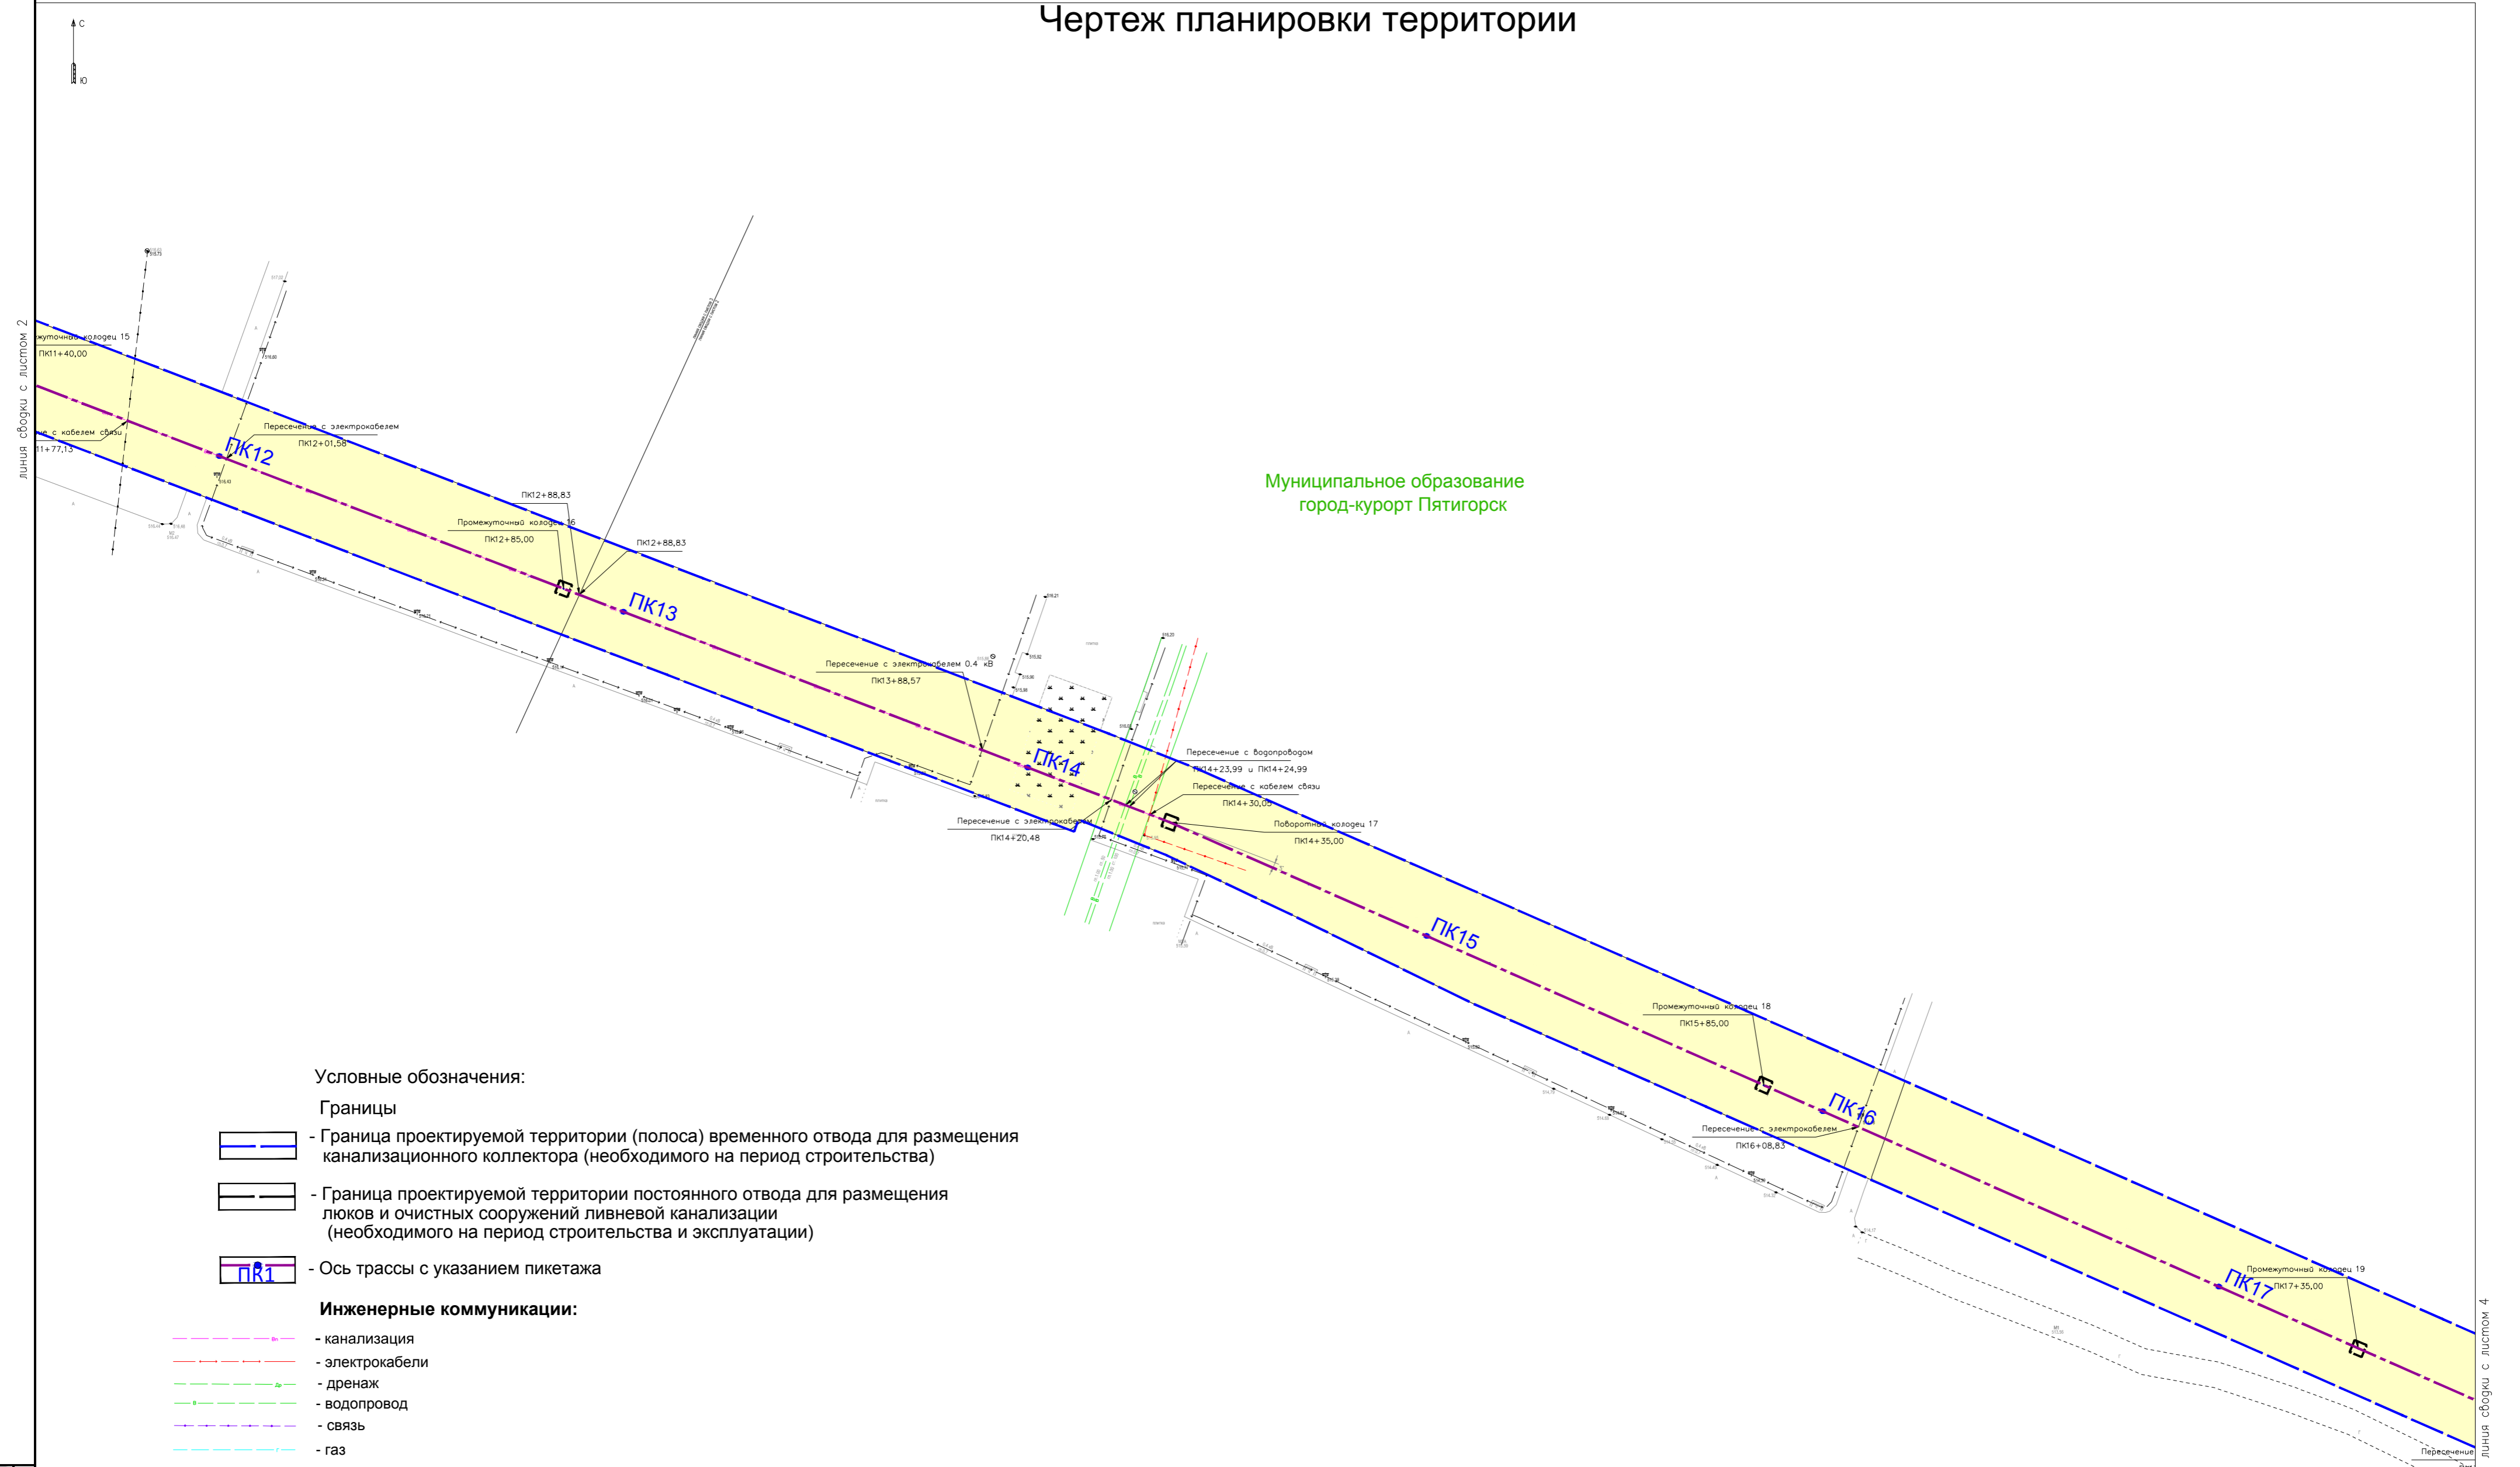 Чертеж планировки территории
С
Ю
линия сводки с листом 2
жуточный колодец 15
ПК11+40,00
ие с кабелем связи
11+77,13
ПК12
Пересечение с электрокабелем
ПК12+01,58
ПК12+88,83
Промежуточный колодец 16
ПК12+85,00
ПК12+88,83
ПК13
Муниципальное образование
город-курорт Пятигорск
Пересечение с электрокабелем 0.4 кВ
ПК13+88,57
ПК14
Пересечение с водопроводом
ПК14+23,99 и ПК14+24,99
Пересечение с кабелем связи
ПК14+30,05
Пересечение с электрокабелем
ПК14+20,48
Поворотный колодец 17
ПК14+35,00
ПК15
Промежуточный колодец 18
ПК15+85,00
ПК16
Пересечение с электрокабелем
ПК16+08,83
Промежуточный колодец 19
ПК17+35,00
ПК17
Пересечение
линия сводки с листом 4
Условные обозначения:
Границы
- Граница проектируемой территории (полоса) временного отвода для размещения
канализационного коллектора (необходимого на период строительства)
- Граница проектируемой территории постоянного отвода для размещения
люков и очистных сооружений ливневой канализации
(необходимого на период строительства и эксплуатации)
ПК1
- Ось трассы с указанием пикетажа
Инженерные коммуникации:
- канализация
- электрокабели
- дренаж
- водопровод
- связь
- газ